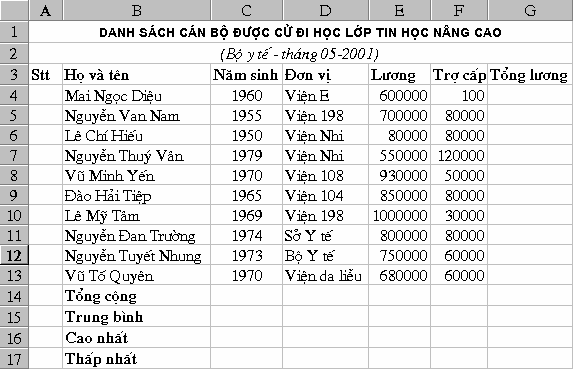 A B C D E F G
1 DANH SÁCH CÁN BỘ ĐƯỢC CỬ ĐI HỌC LỚP TIN HỌC NÂNG CAO
2 (Bộ y tế - tháng 05-2001)
3 Stt Họ và tên Năm sinh Đơn vị Lương Trợ cấp Tổng lương
4 Mai Ngọc Diệu 1960 Viện E 600000 100
5 Nguyễn Van Nam 1955 Viện 198 700000 80000
6 Lê Chí Hiếu 1950 Viện Nhi 80000 80000
7 Nguyễn Thuý Vân 1979 Viện Nhi 550000 120000
8 Vũ Minh Yến 1970 Viện 108 930000 50000
9 Đào Hải Tiệp 1965 Viện 104 850000 80000
10 Lê Mỹ Tâm 1969 Viện 198 1000000 30000
11 Nguyễn Đan Trường 1974 Sở Y tế 800000 80000
12 Nguyễn Tuyết Nhung 1973 Bộ Y tế 750000 60000
13 Vũ Tố Quyên 1970 Viện da liễu 680000 60000
14 Tổng cộng
15 Trung bình
16 Cao nhất
17 Thấp nhất